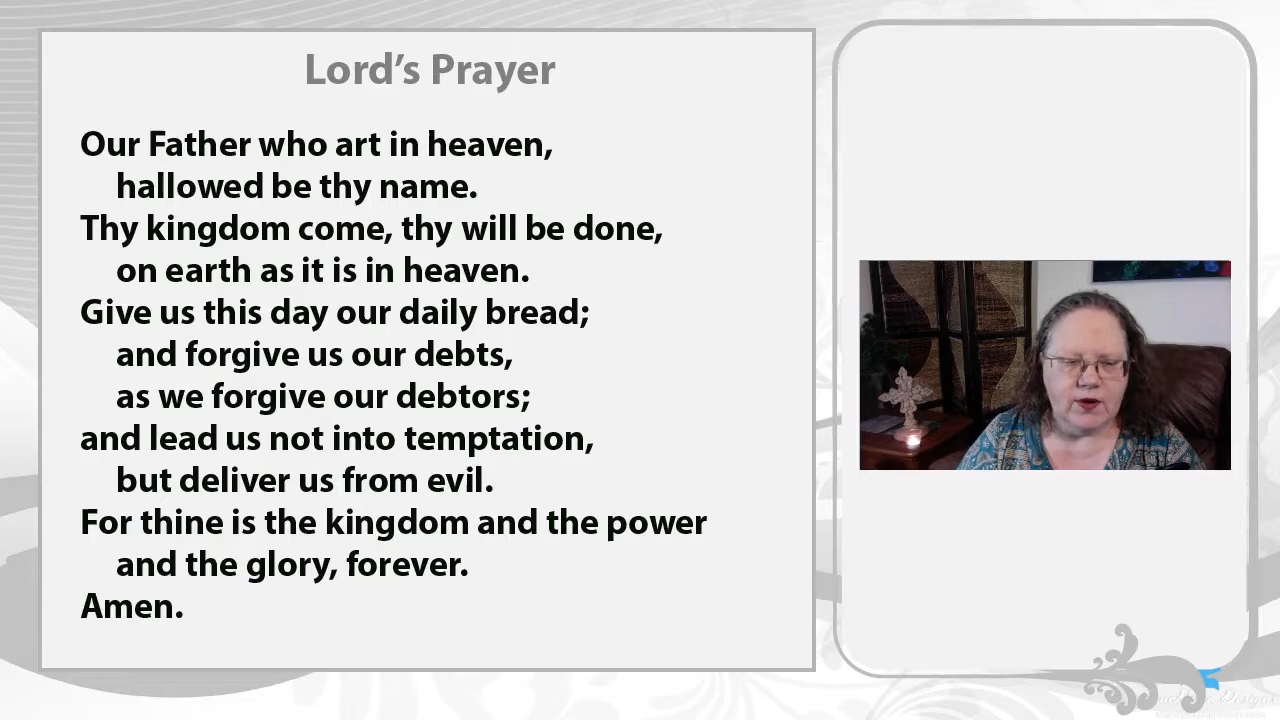 Lord’s Prayer
Our Father who art in heaven,
hallowed be thy name.
Thy kingdom come, thy will be done,
on earth as it is in heaven.
Give us this day our daily bread;
and forgive us our debts,
as we forgive our debtors;
and lead us not into temptation,
but deliver us from evil.
For thine is the kingdom and the power
and the glory, forever.
Amen.